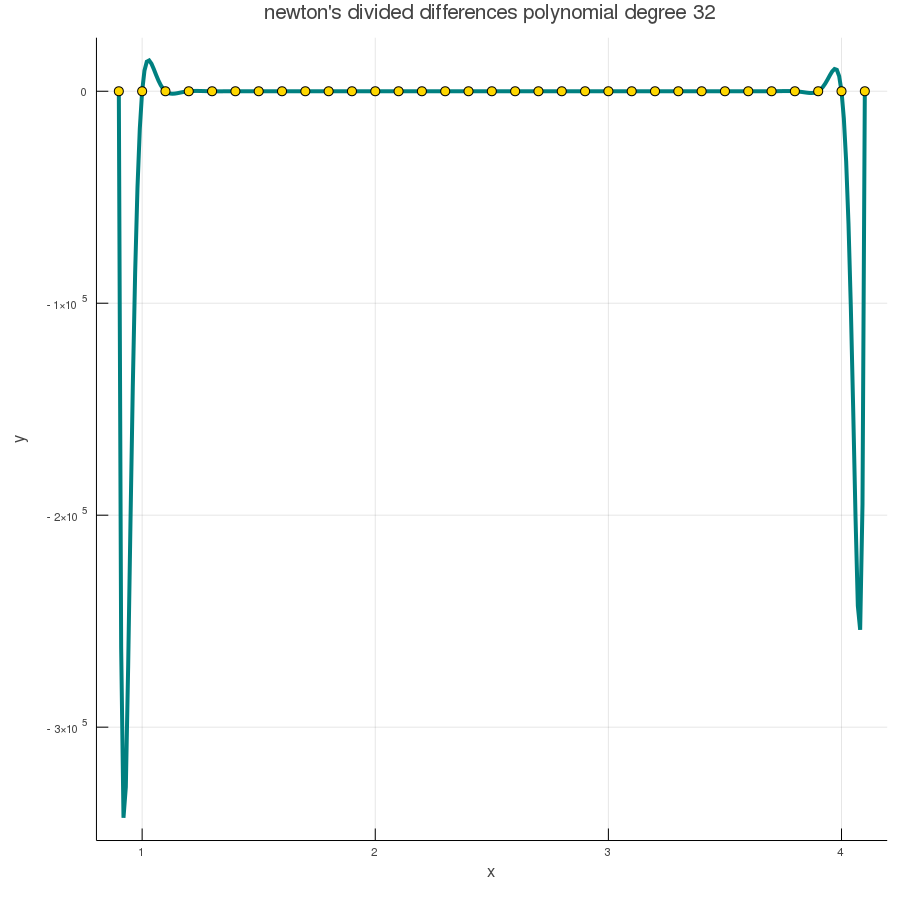 newton's divided differences polynomial degree 32
0
- 1×10 5
- 2×10 5
- 3×10 5
y
1 2 3 4
x